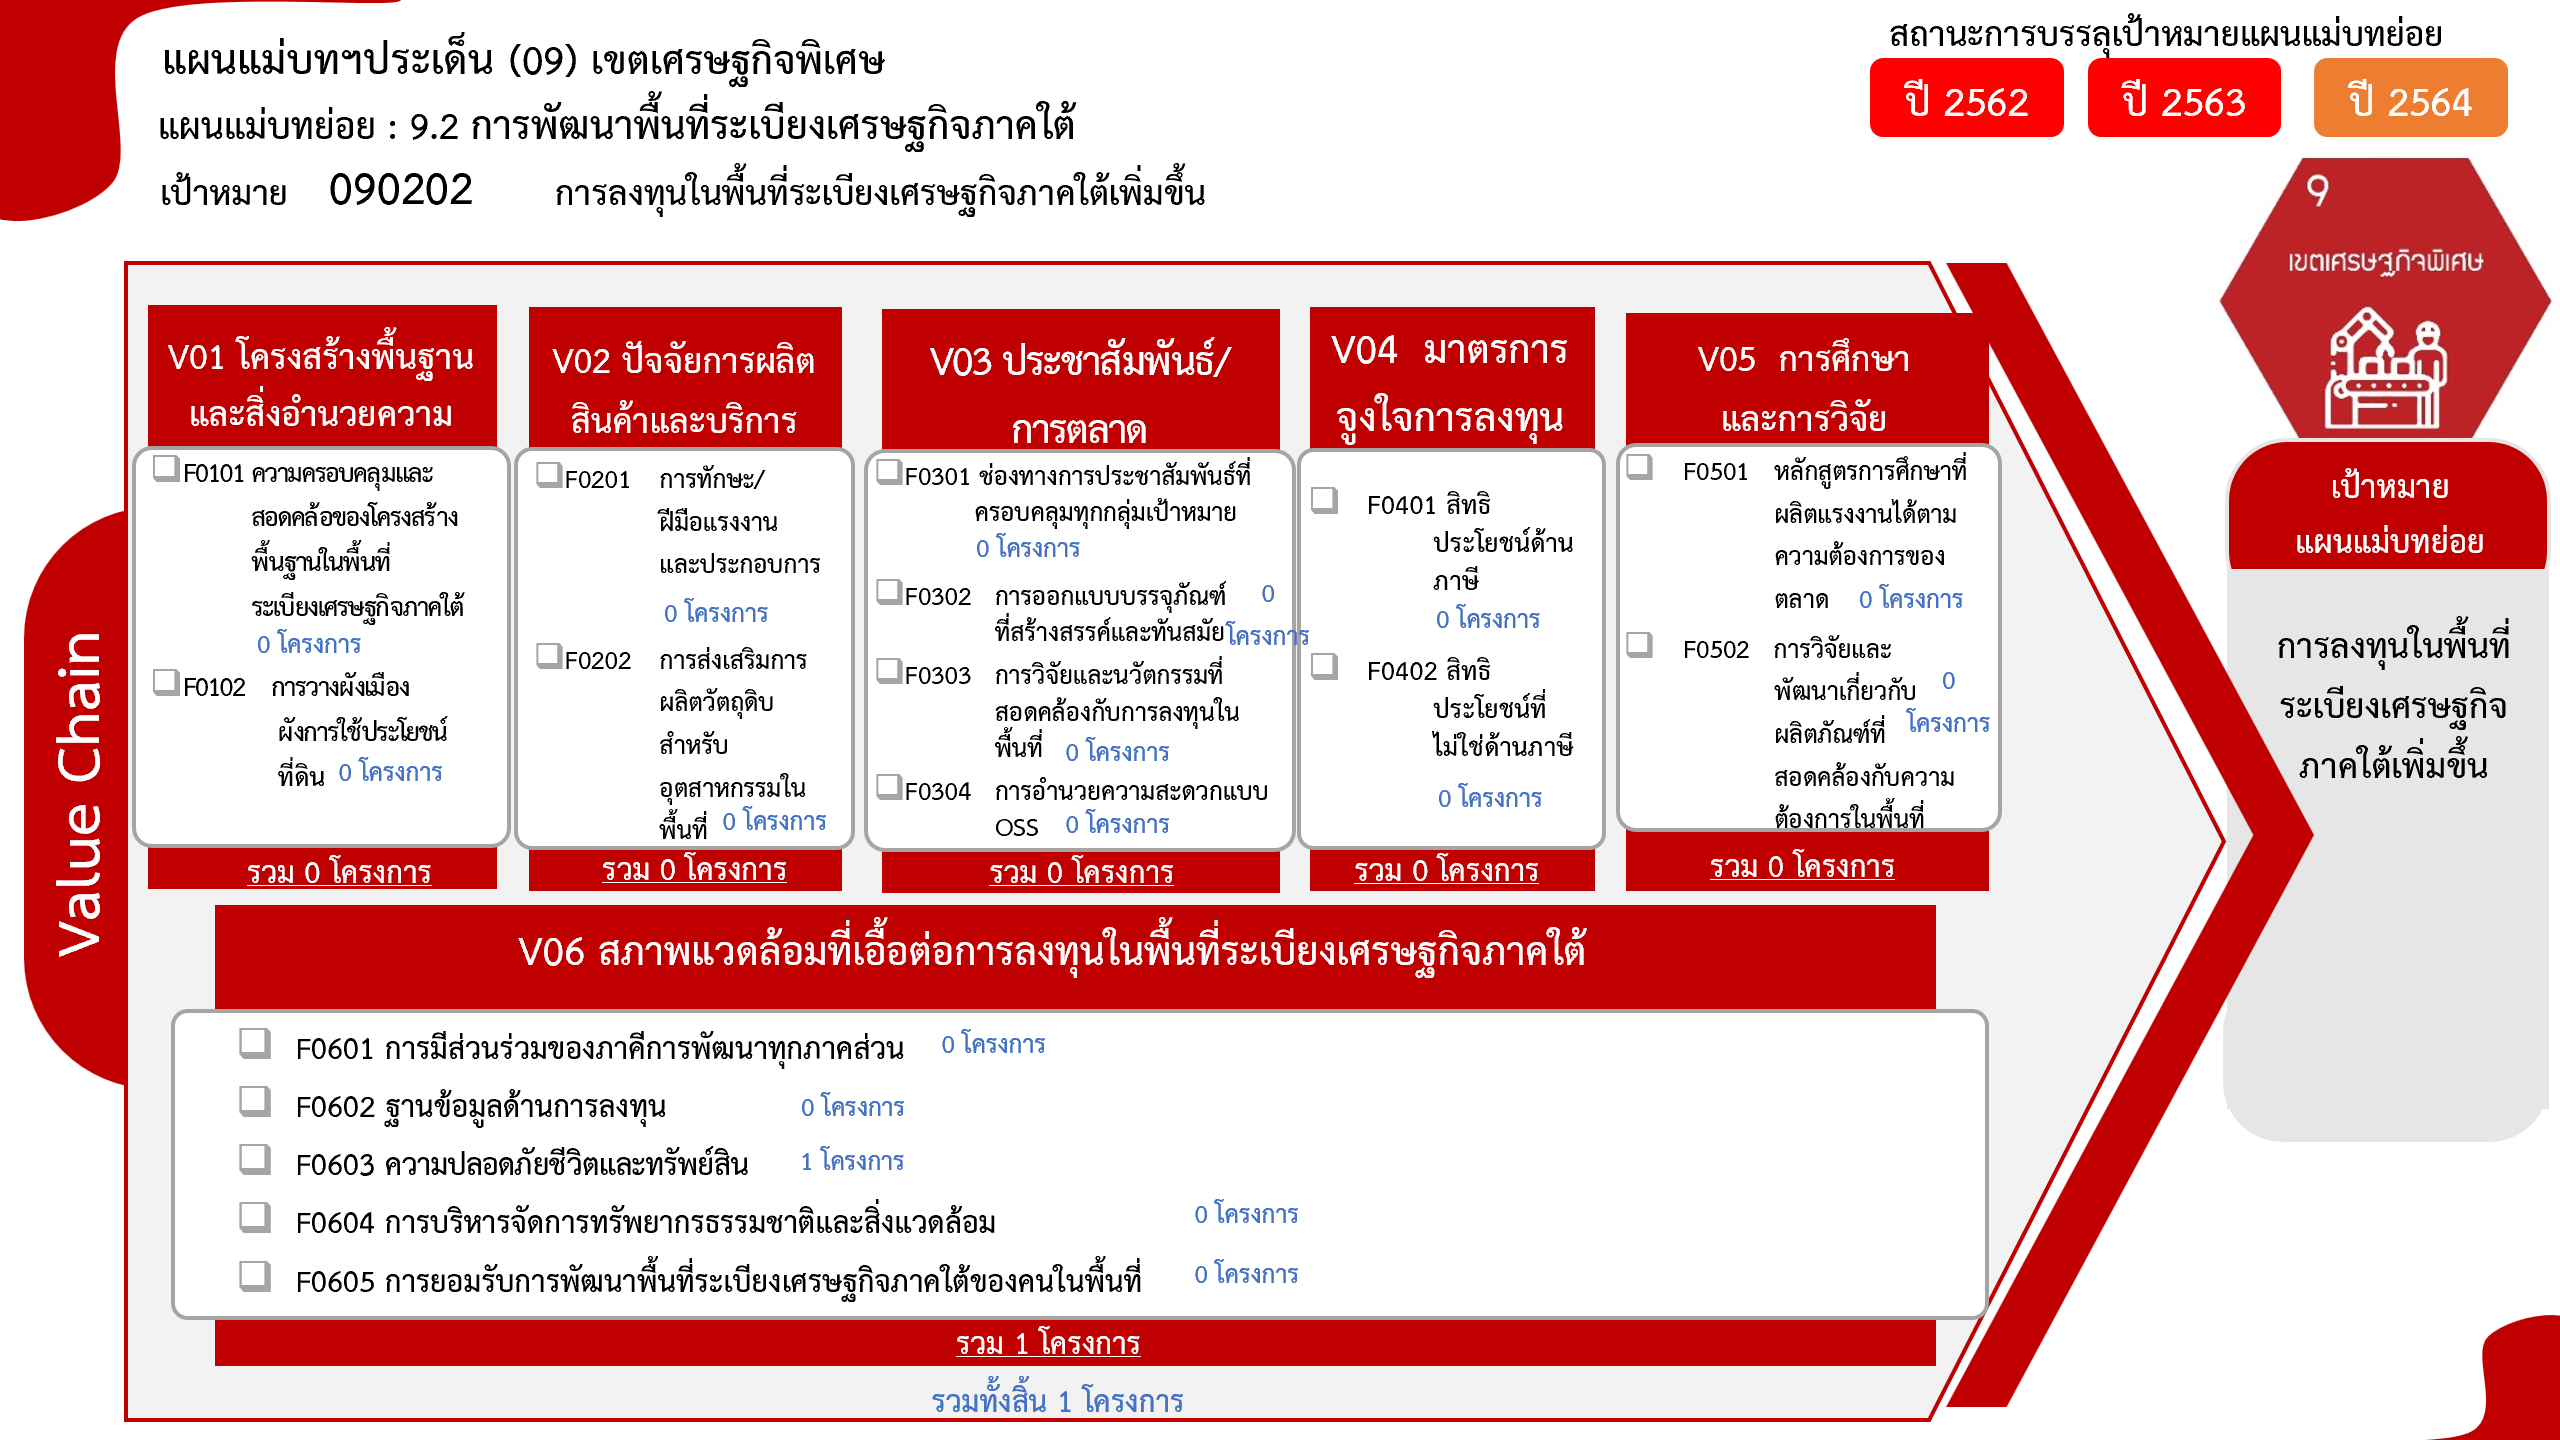 แผนแม่บทฯประเด็น (09) เขตเศรษฐกิจพิเศษ
แผนแม่บทย่อย : 9.2 การพัฒนาพื้นที่ระเบียงเศรษฐกิจภาคใต้
เป้าหมาย 090202 การลงทุนในพื้นที่ระเบียงเศรษฐกิจภาคใต้เพิ่มขึ้น
สถานะการบรรลุเป้าหมายแผนแม่บทย่อย
ปี 2562 ปี 2563 ปี 2564
9
เขตเศรษฐกิจพิเศษ
เป้าหมาย
แผนแม่บทย่อย
การลงทุนในพื้นที่
ระเบียงเศรษฐกิจ
ภาคใต้เพิ่มขึ้น
Value Chain
V01 โครงสร้างพื้นฐาน
และสิ่งอำนวยความ
F0101 ความครอบคลุมและ
สอดคล้อของโครงสร้าง
พื้นฐานในพื้นที่
ระเบียงเศรษฐกิจภาคใต้
0 โครงการ
F0102 การวางผังเมือง
ผังการใช้ประโยชน์
ที่ดิน 0 โครงการ
รวม 0 โครงการ
V02 ปัจจัยการผลิต
สินค้าและบริการ
F0201 การทักษะ/
ฝีมือแรงงาน
และประกอบการ
0 โครงการ
F0202 การส่งเสริมการ
ผลิตวัตถุดิบ
สำหรับ
อุตสาหกรรมใน
พื้นที่ 0 โครงการ
รวม 0 โครงการ
V03 ประชาสัมพันธ์/
การตลาด
F0301 ช่องทางการประชาสัมพันธ์ที่
ครอบคลุมทุกกลุ่มเป้าหมาย
0 โครงการ
F0302 การออกแบบบรรจุภัณฑ์ 0
ที่สร้างสรรค์และทันสมัย โครงการ
F0303 การวิจัยและนวัตกรรมที่
สอดคล้องกับการลงทุนใน
พื้นที่ 0 โครงการ
F0304 การอำนวยความสะดวกแบบ
OSS 0 โครงการ
รวม 0 โครงการ
V04 มาตรการ
จูงใจการลงทุน
F0401 สิทธิ
ประโยชน์ด้าน
ภาษี
0 โครงการ
F0402 สิทธิ
ประโยชน์ที่
ไม่ใช่ด้านภาษี
0 โครงการ
รวม 0 โครงการ
V05 การศึกษา
และการวิจัย
F0501 หลักสูตรการศึกษาที่
ผลิตแรงงานได้ตาม
ความต้องการของ
ตลาด 0 โครงการ
F0502 การวิจัยและ
พัฒนาเกี่ยวกับ 0
ผลิตภัณฑ์ที่ โครงการ
สอดคล้องกับความ
ต้องการในพื้นที่
รวม 0 โครงการ
V06 สภาพแวดล้อมที่เอื้อต่อการลงทุนในพื้นที่ระเบียงเศรษฐกิจภาคใต้
F0601 การมีส่วนร่วมของภาคีการพัฒนาทุกภาคส่วน 0 โครงการ
F0602 ฐานข้อมูลด้านการลงทุน 0 โครงการ
F0603 ความปลอดภัยชีวิตและทรัพย์สิน 1 โครงการ
F0604 การบริหารจัดการทรัพยากรธรรมชาติและสิ่งแวดล้อม 0 โครงการ
F0605 การยอมรับการพัฒนาพื้นที่ระเบียงเศรษฐกิจภาคใต้ของคนในพื้นที่ 0 โครงการ
รวม 1 โครงการ
รวมทั้งสิ้น 1 โครงการ